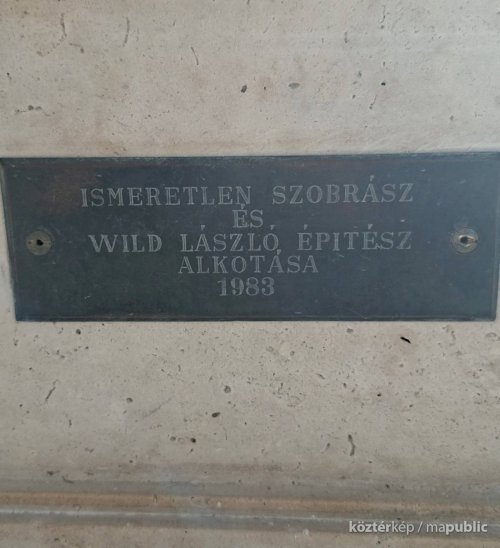 ISMERETLEN SZOBRÁSZ
ÉS
WILD LÁSZLÓ ÉPITÉSZ
ALKOTÁSA
1983
köztérkép / mapublic